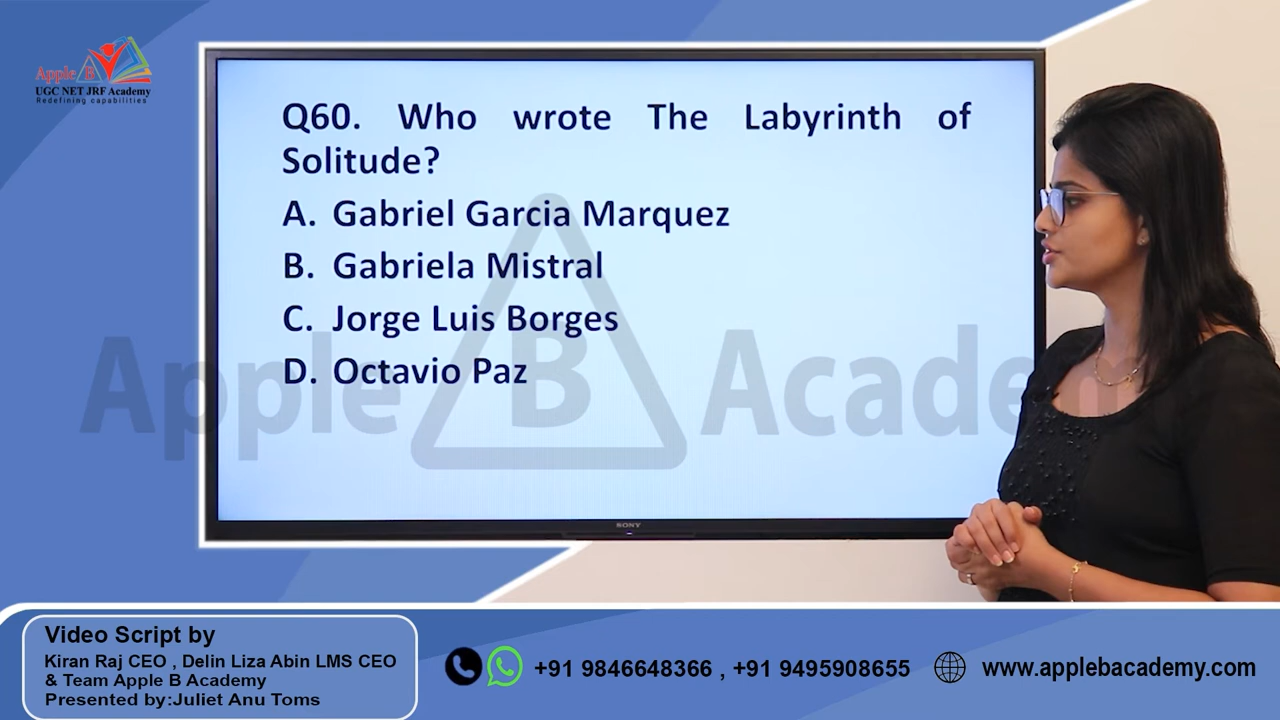 Apple B
UGC NET JRF Academy
Redefining capabilities
Q60. Who wrote The Labyrinth of
Solitude?
A. Gabriel Garcia Marquez
B. Gabriela Mistral
C. Jorge Luis Borges
D. Octavio Paz
Apple B Academy
SONY
Video Script by
Kiran Raj CEO , Delin Liza Abin LMS CEO
& Team Apple B Academy
Presented by:Juliet Anu Toms
+91 9846648366 , +91 9495908655
www.applebacademy.com